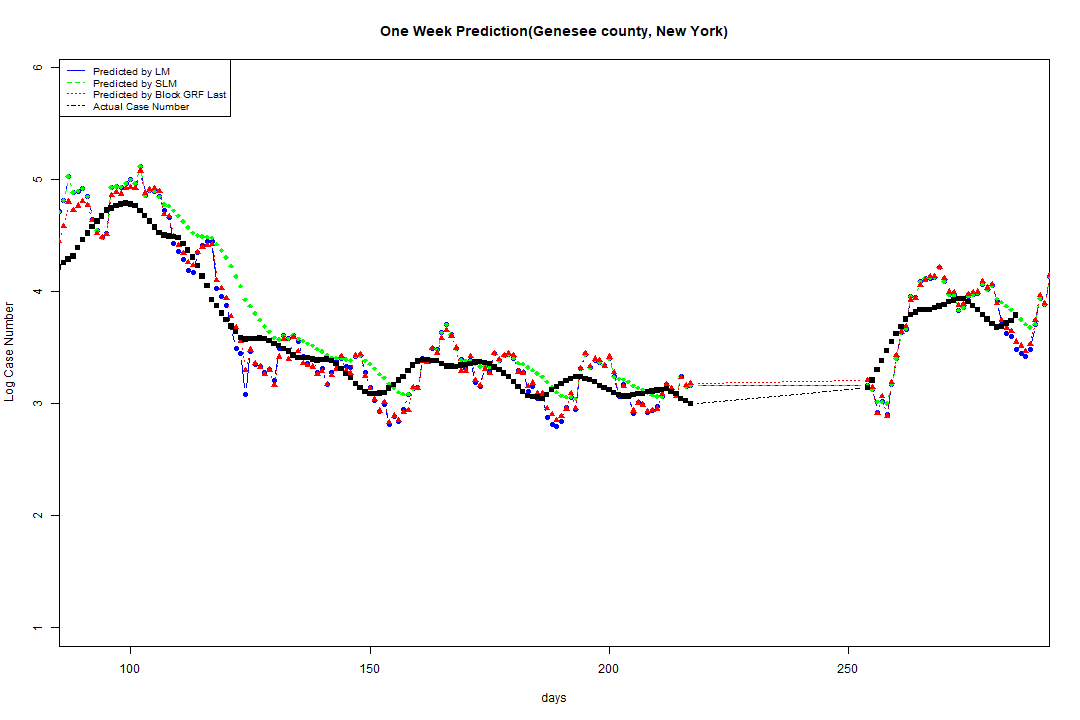 One Week Prediction(Genesee county, New York)
Predicted by LM
Predicted by SLM
Predicted by Block GRF Last
Actual Case Number
6
5
4
3
2
1
Log Case Number
100 150 200 250
days